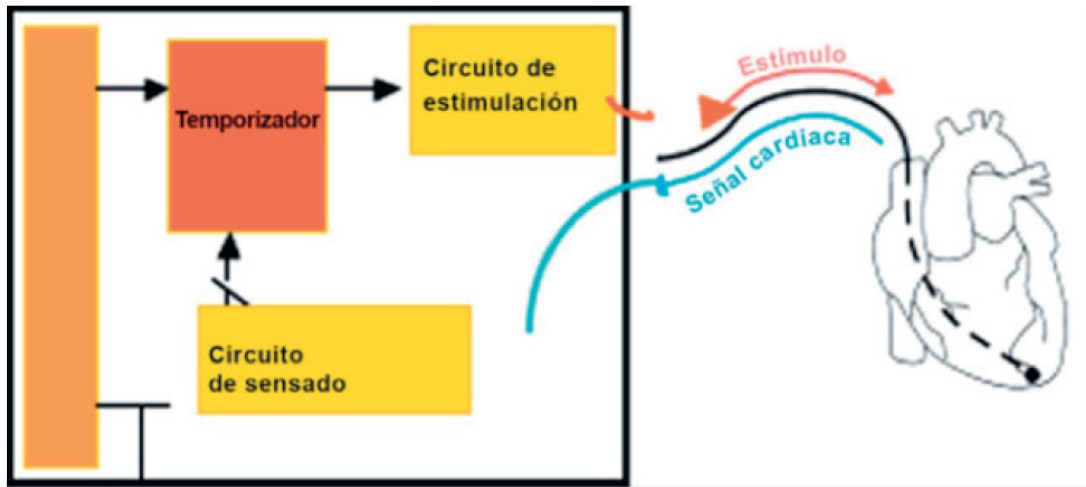 Circuito de
estimulación
Temporizador
Estímulo
Señal cardiaca
Circuito
de sensado